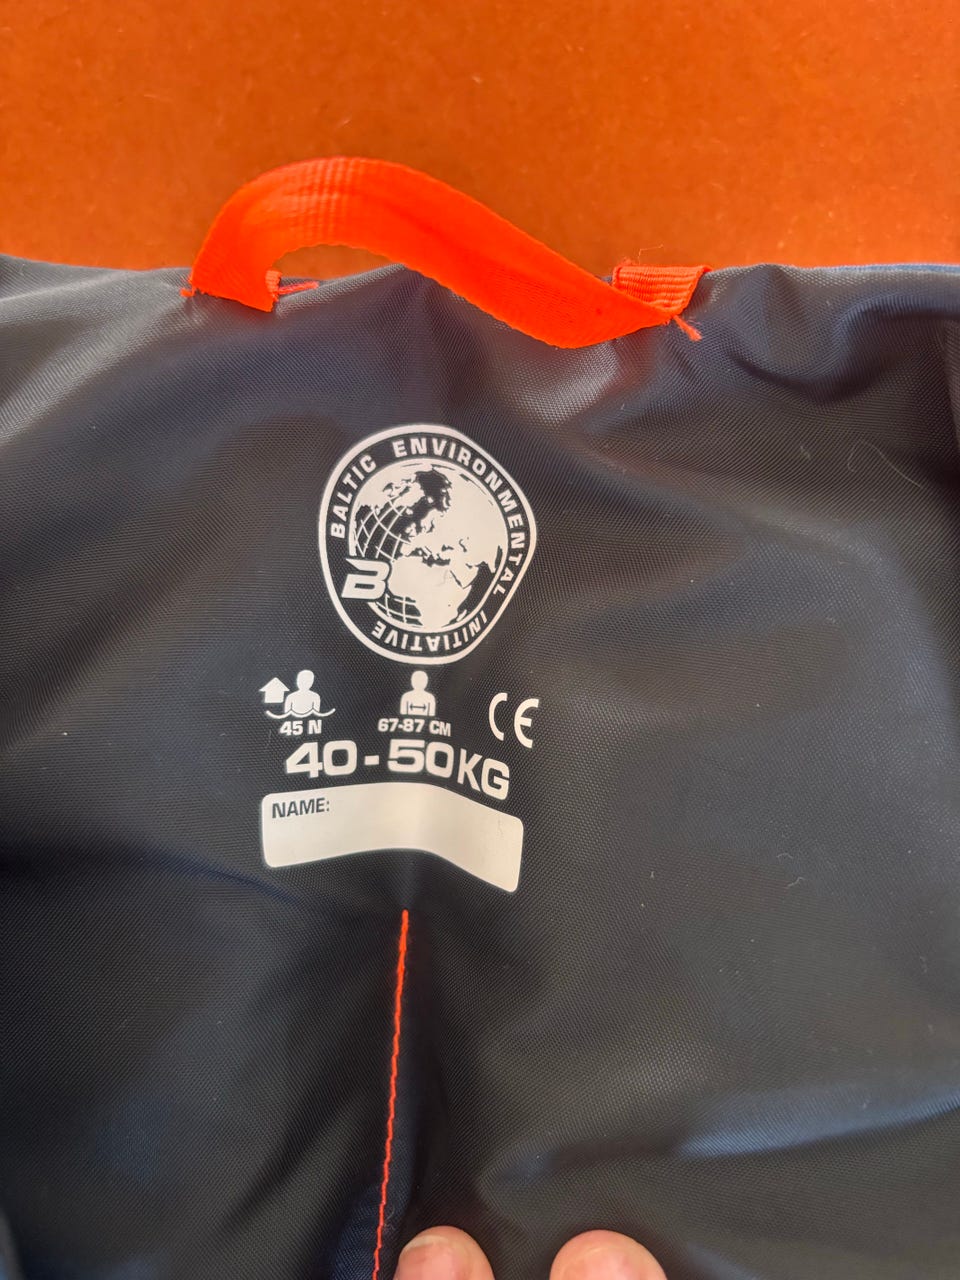 BALTIC ENVIRONMENTAL INITIATIVE
B
45 N
67-87 CM
CE
40 - 50KG
NAME: